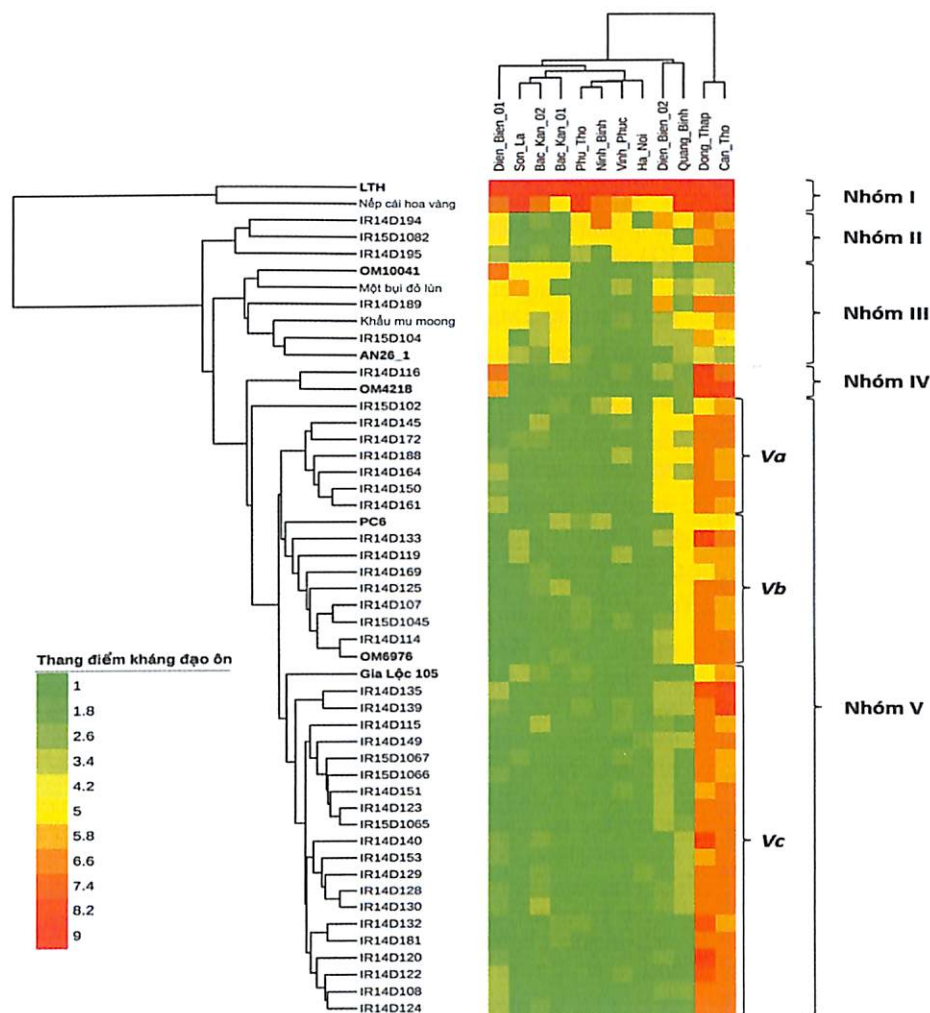 Dien_Bien_01
Son_La
Bac_Kan_02
Bac_Kan_01
Phu_Tho
Ninh_Binh
Vinh_Phuc
Ha_Noi
Dien_Bien_02
Quang_Binh
Dong_Thap
Can_Tho
LTH
Nếp cái hoa vàng
IR14D194
IR15D1082
IR14D195
OM10041
Một bụi đỏ lùn
IR14D189
Khẩu mu moong
IR15D104
AN26_1
IR14D116
OM4218
IR15D102
IR14D145
IR14D172
IR14D188
IR14D164
IR14D150
IR14D161
PC6
IR14D133
IR14D119
IR14D169
IR14D125
IR14D107
IR15D1045
IR14D114
OM6976
Gia Lộc 105
IR14D135
IR14D139
IR14D115
IR14D149
IR15D1067
IR15D1066
IR14D151
IR14D123
IR15D1065
IR14D140
IR14D153
IR14D129
IR14D128
IR14D130
IR14D132
IR14D181
IR14D120
IR14D122
IR14D108
IR14D124
Nhóm I
Nhóm II
Nhóm III
Nhóm IV
Va
Vb
Nhóm V
Vc
Thang điểm kháng đạo ôn
1
1.8
2.6
3.4
4.2
5
5.8
6.6
7.4
8.2
9